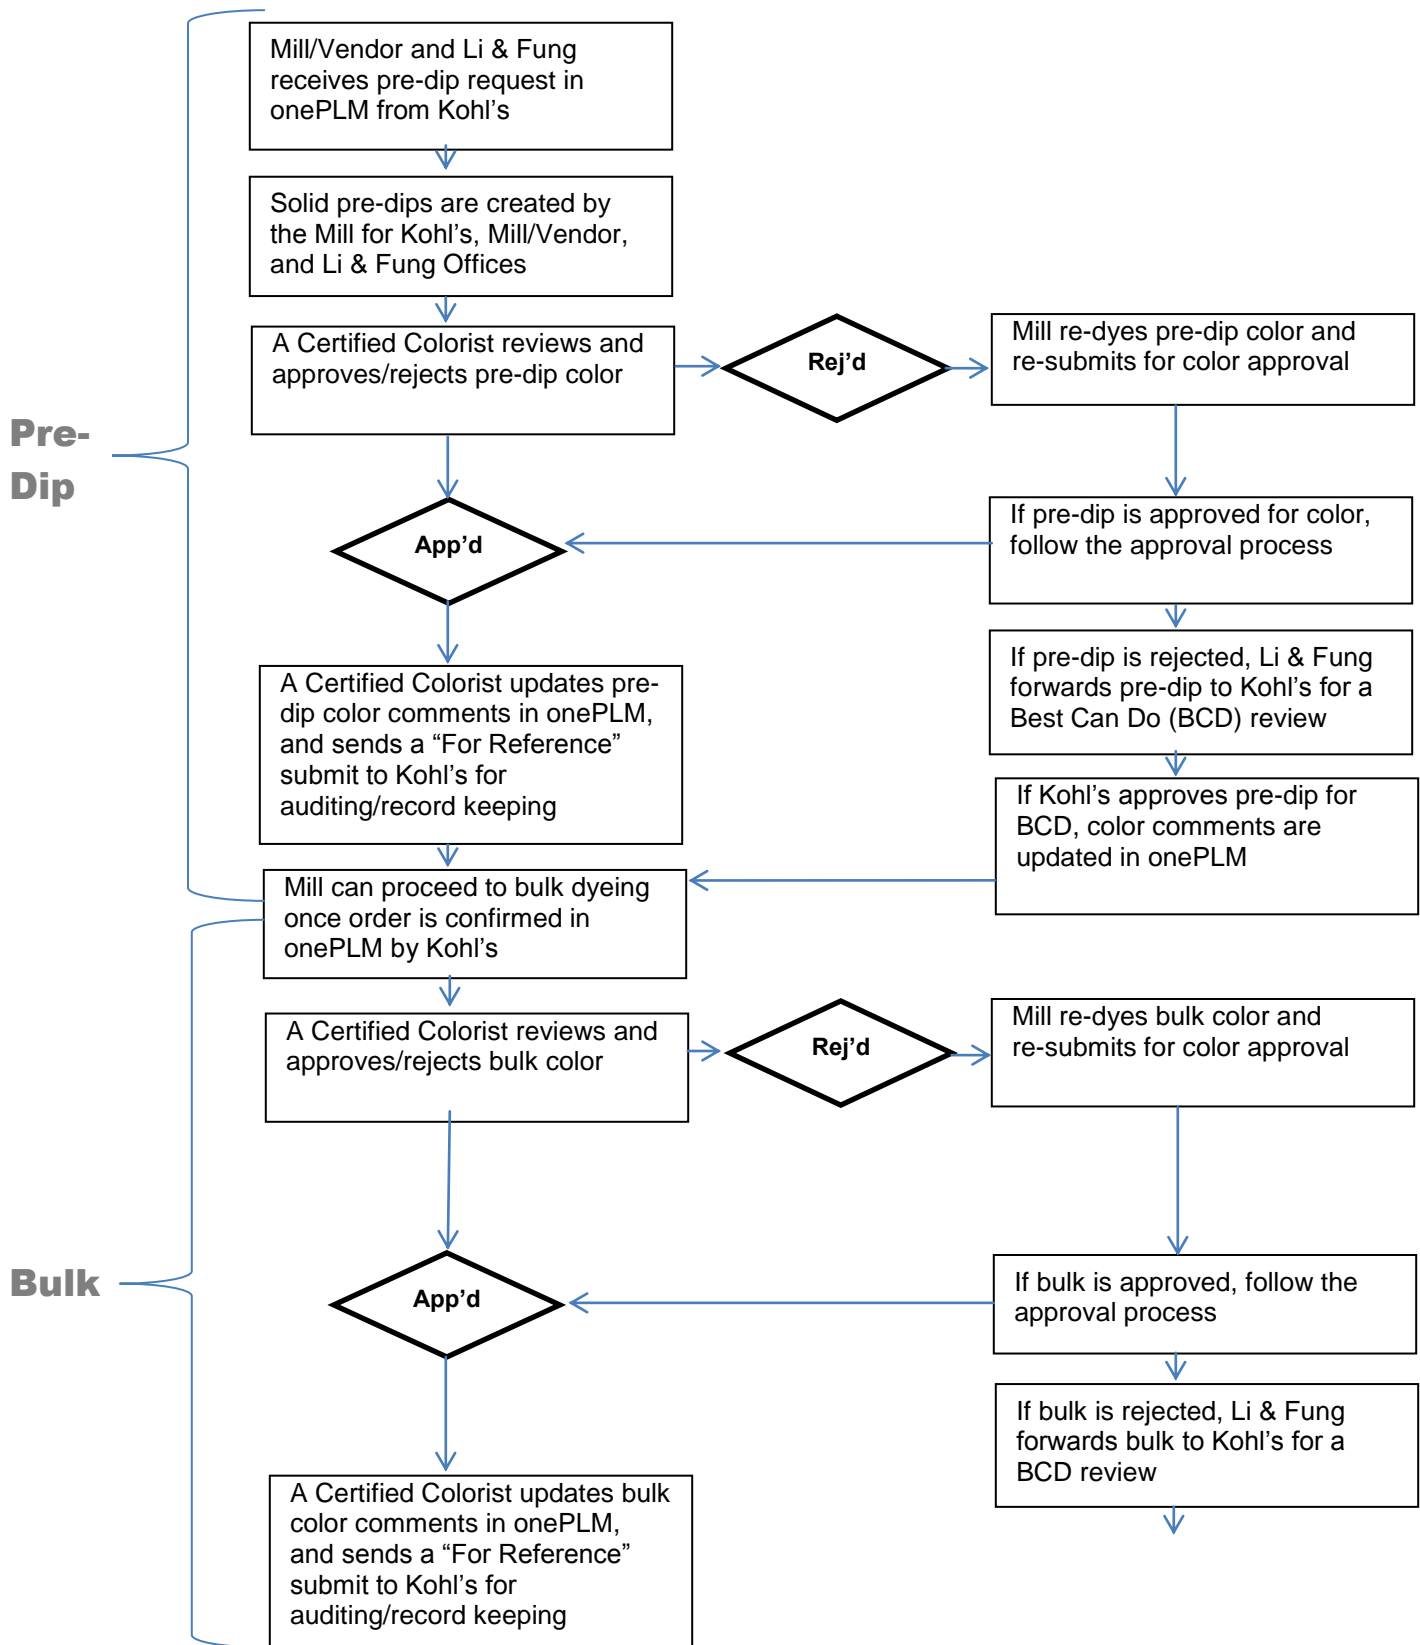 Mill/Vendor and Li & Fung
receives pre-dip request in
onePLM from Kohl’s
Solid pre-dips are created by
the Mill for Kohl’s, Mill/Vendor,
and Li & Fung Offices
A Certified Colorist reviews and
approves/rejects pre-dip color
Rej’d
Mill re-dyes pre-dip color and
re-submits for color approval
Pre-
Dip
App’d
If pre-dip is approved for color,
follow the approval process
If pre-dip is rejected, Li & Fung
forwards pre-dip to Kohl’s for a
Best Can Do (BCD) review
A Certified Colorist updates pre-
dip color comments in onePLM,
and sends a “For Reference”
submit to Kohl’s for
auditing/record keeping
If Kohl’s approves pre-dip for
BCD, color comments are
updated in onePLM
Mill can proceed to bulk dyeing
once order is confirmed in
onePLM by Kohl’s
A Certified Colorist reviews and
approves/rejects bulk color
Rej’d
Mill re-dyes bulk color and
re-submits for color approval
Bulk
App’d
If bulk is approved, follow the
approval process
If bulk is rejected, Li & Fung
forwards bulk to Kohl’s for a
BCD review
A Certified Colorist updates bulk
color comments in onePLM,
and sends a “For Reference”
submit to Kohl’s for
auditing/record keeping